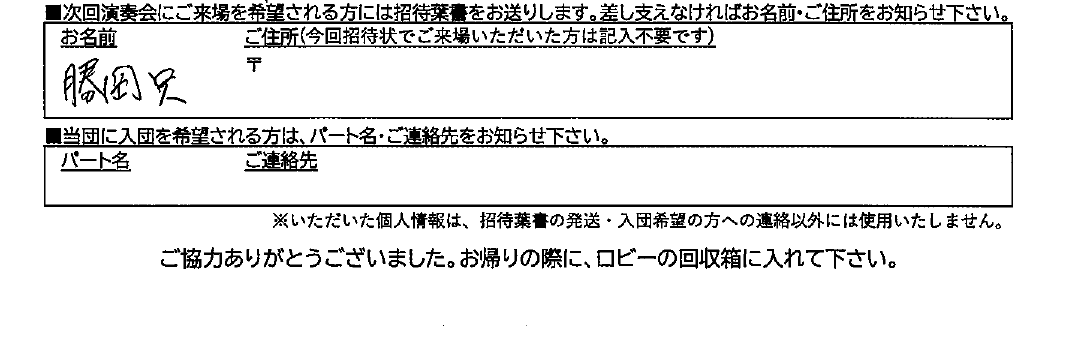 ■次回演奏会にご来場を希望される方には招待葉書をお送りします。差し支えなければお名前・ご住所をお知らせ下さい。
お名前 ご住所(今回招待状でご来場いただいた方は記入不要です)
〒
勝岡兄
■当団に入団を希望される方は、パート名・ご連絡先をお知らせ下さい。
パート名 ご連絡先
※いただいた個人情報は、招待葉書の発送・入団希望の方への連絡以外には使用いたしません。
ご協力ありがとうございました。お帰りの際に、ロビーの回収箱に入れて下さい。